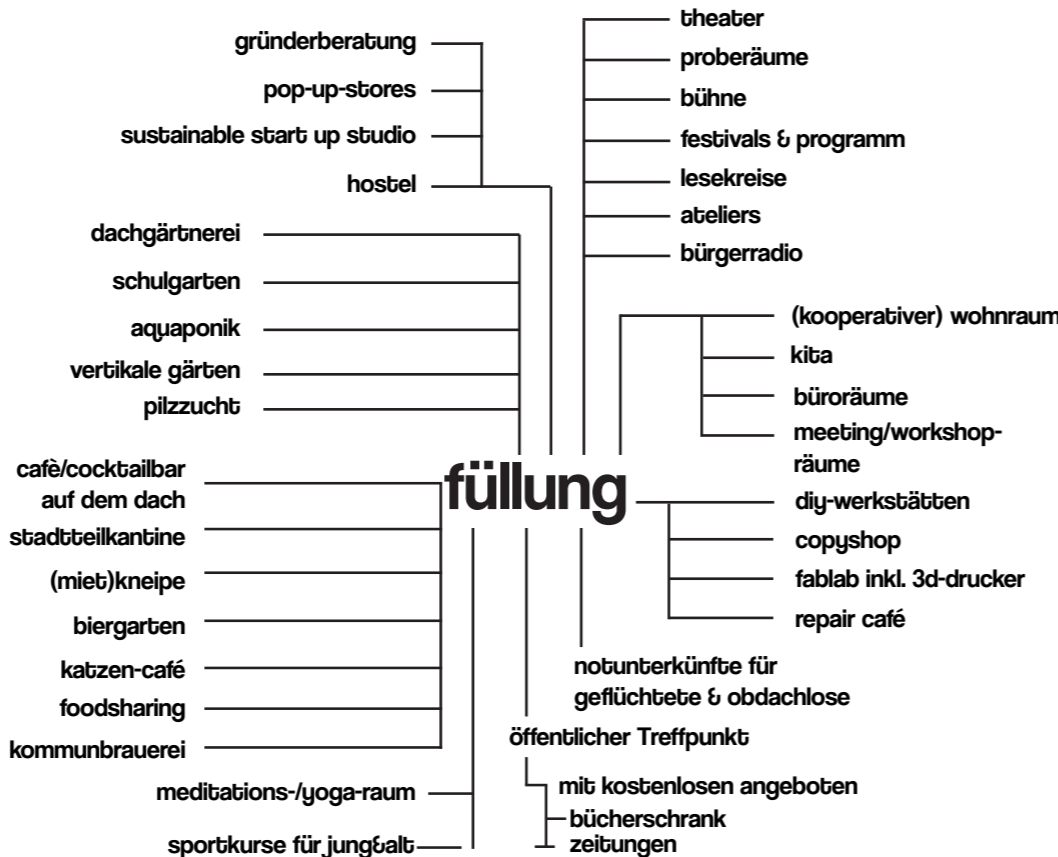 gründerberatung
pop-up-stores
sustainable start up studio
hostel
dachgärtnerei
schulgarten
aquaponik
vertikale gärten
pilzzucht
cafè/cocktailbar
auf dem dach
stadtteilkantine
(miet)kneipe
biergarten
katzen-café
foodsharing
kommunbrauerei
meditations-/yoga-raum
sportkurse für jung&alt
füllung
theater
proberäume
bühne
festivals & programm
lesekreise
ateliers
bürgerradio
(kooperativer) wohnraum
kita
büroräume
meeting/workshop-
räume
diy-werkstätten
copyshop
fablab inkl. 3d-drucker
repair café
notunterkünfte für
geflüchtete & obdachlose
öffentlicher Treffpunkt
mit kostenlosen angeboten
bücherschrank
zeitungen